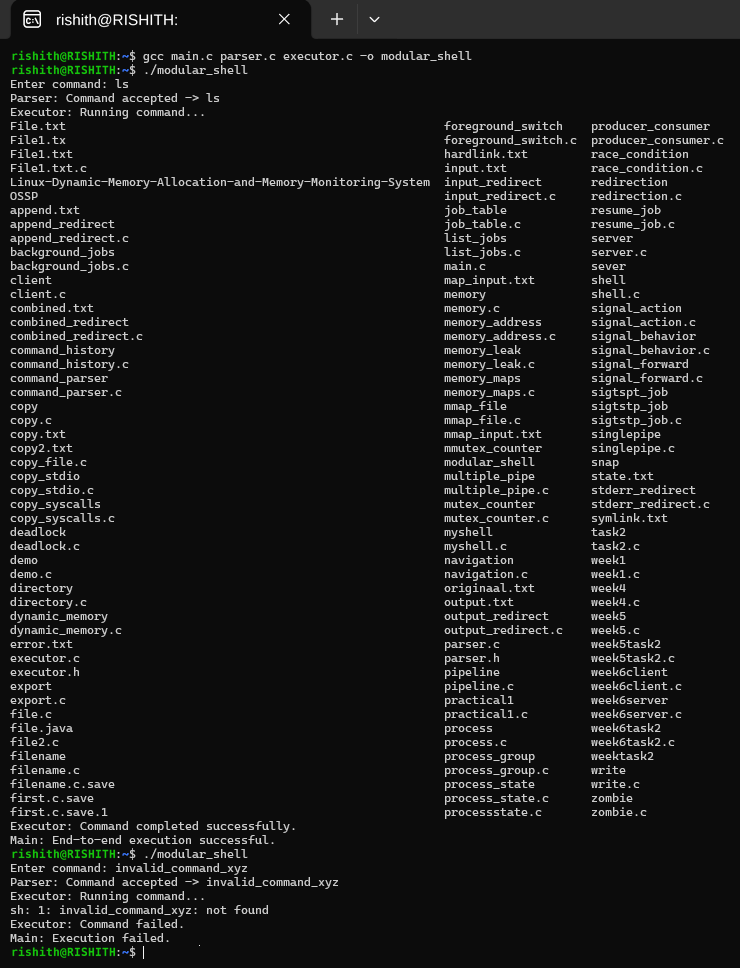 rishith@RISHITH:
rishith@RISHITH:~$ gcc main.c parser.c executor.c -o modular_shell
rishith@RISHITH:~$ ./modular_shell
Enter command: ls
Parser: Command accepted -> ls
Executor: Running command...
File.txt foreground_switch producer_consumer
File1.tx foreground_switch.c producer_consumer.c
File1.txt hardlink.txt race_condition
File1.txt.c input.txt race_condition.c
Linux-Dynamic-Memory-Allocation-and-Memory-Monitoring-System input_redirect redirection
OSSP input_redirect.c redirection.c
append.txt job_table resume_job
append_redirect job_table.c resume_job.c
append_redirect.c list_jobs server
background_jobs list_jobs.c server.c
background_jobs.c main.c sever
client map_input.txt shell
client.c memory shell.c
combined.txt memory.c signal_action
combined_redirect memory_address signal_action.c
combined_redirect.c memory_address.c signal_behavior
command_history memory_leak signal_behavior.c
command_history.c memory_leak.c signal_forward
command_parser memory_maps signal_forward.c
command_parser.c memory_maps.c sigtspt_job
copy mmap_file sigtstp_job
copy.c mmap_file.c sigtstp_job.c
copy.txt mmap_input.txt singlepipe
copy2.txt mmutex_counter singlepipe.c
copy_file.c modular_shell snap
copy_stdio multiple_pipe state.txt
copy_stdio.c multiple_pipe.c stderr_redirect
copy_syscalls mutex_counter stderr_redirect.c
copy_syscalls.c mutex_counter.c symlink.txt
deadlock myshell task2
deadlock.c myshell.c task2.c
demo navigation week1
demo.c navigation.c week1.c
directory originaal.txt week4
directory.c output.txt week4.c
dynamic_memory output_redirect week5
dynamic_memory.c output_redirect.c week5.c
error.txt parser.c week5task2
executor.c parser.h week5task2.c
executor.h pipeline week6client
export pipeline.c week6client.c
export.c practical1 week6server
file.c practical1.c week6server.c
file.java process week6task2
file2.c process.c week6task2.c
filename process_group weektask2
filename.c process_group.c write
filename.c.save process_state write.c
first.c.save process_state.c zombie
first.c.save.1 processstate.c zombie.c
Executor: Command completed successfully.
Main: End-to-end execution successful.
rishith@RISHITH:~$ ./modular_shell
Enter command: invalid_command_xyz
Parser: Command accepted -> invalid_command_xyz
Executor: Running command...
sh: 1: invalid_command_xyz: not found
Executor: Command failed.
Main: Execution failed.
rishith@RISHITH:~$